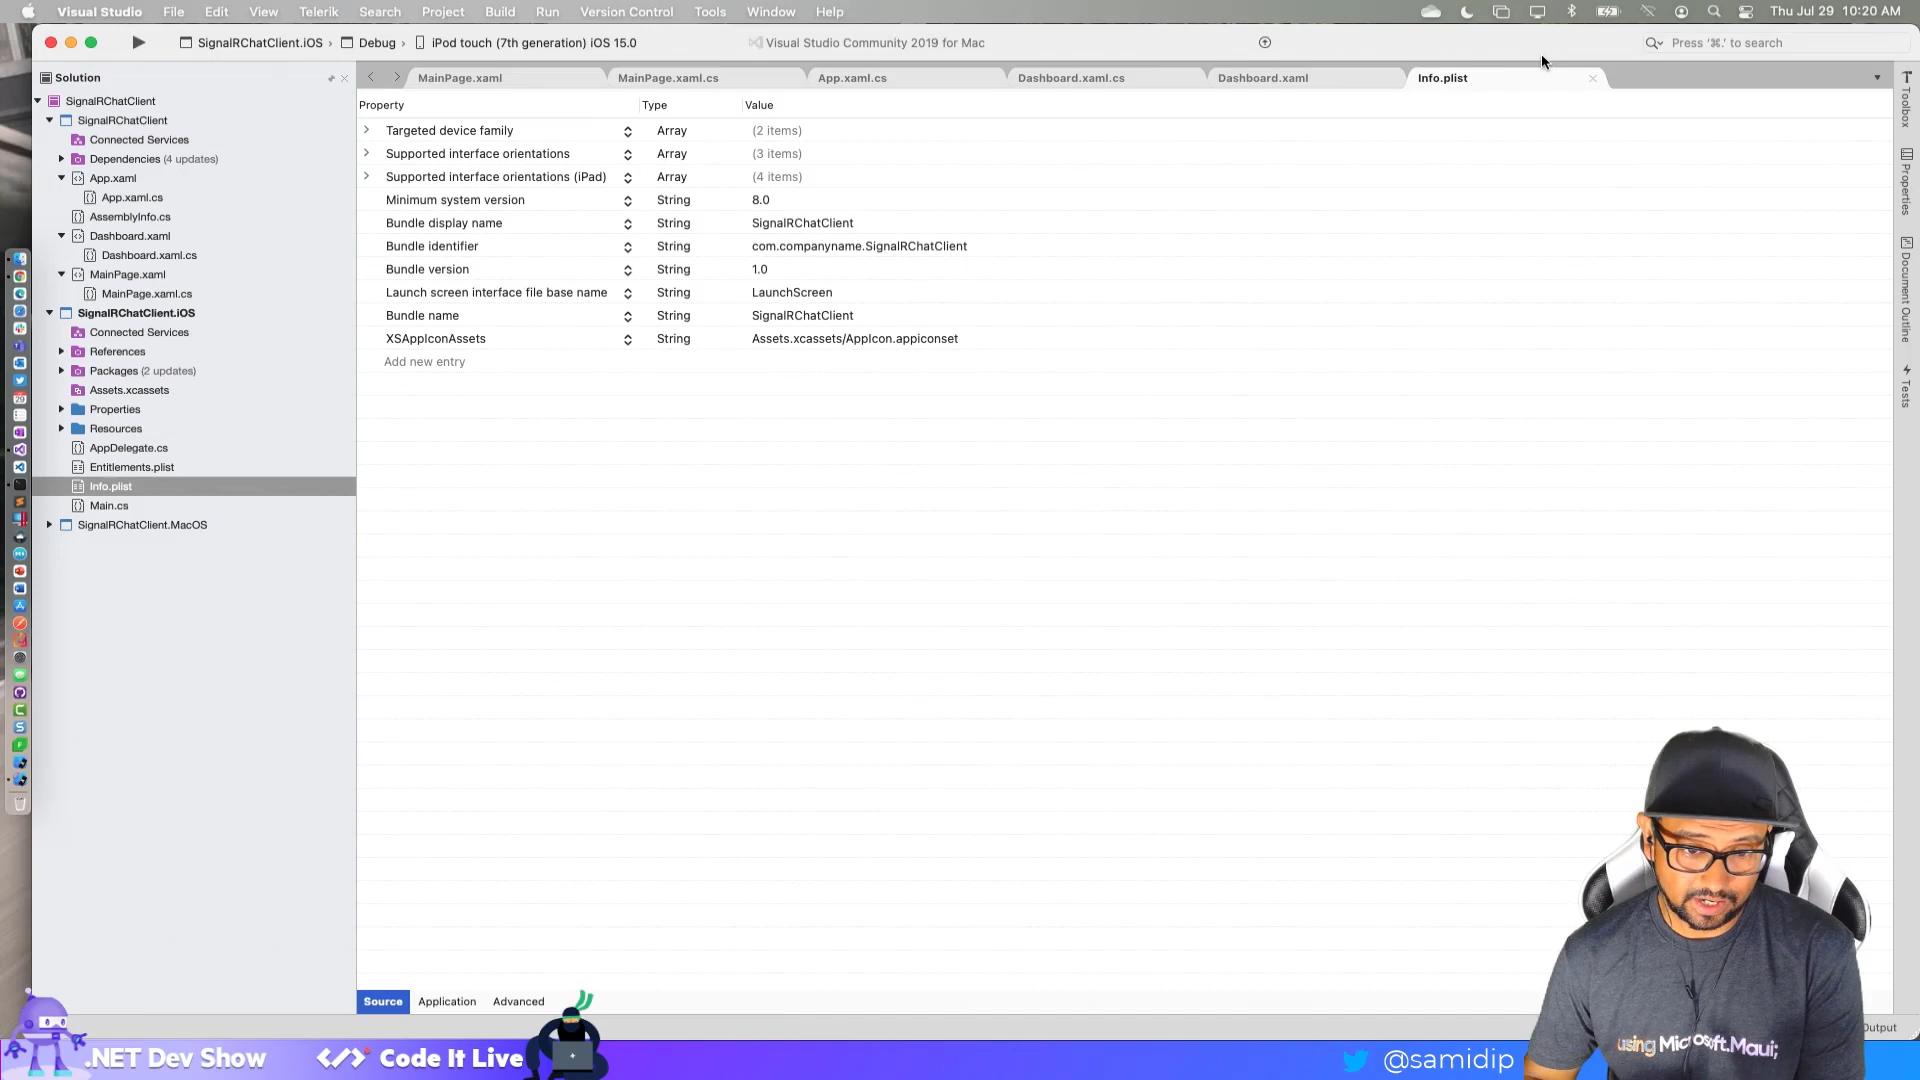 Visual Studio File Edit View Telerik Search Project Build Run Version Control Tools Window Help Thu Jul 29 10:20 AM
SignalRChatClient.iOS › Debug › iPod touch (7th generation) iOS 15.0 Visual Studio Community 2019 for Mac Press '⌘.' to search
Solution
SignalRChatClient
SignalRChatClient
Connected Services
Dependencies (4 updates)
App.xaml
App.xaml.cs
AssemblyInfo.cs
Dashboard.xaml
Dashboard.xaml.cs
MainPage.xaml
MainPage.xaml.cs
SignalRChatClient.iOS
Connected Services
References
Packages (2 updates)
Assets.xcassets
Properties
Resources
AppDelegate.cs
Entitlements.plist
Info.plist
Main.cs
SignalRChatClient.MacOS
MainPage.xaml MainPage.xaml.cs App.xaml.cs Dashboard.xaml.cs Dashboard.xaml Info.plist
Property Type Value
Targeted device family Array (2 items)
Supported interface orientations Array (3 items)
Supported interface orientations (iPad) Array (4 items)
Minimum system version String 8.0
Bundle display name String SignalRChatClient
Bundle identifier String com.companyname.SignalRChatClient
Bundle version String 1.0
Launch screen interface file base name String LaunchScreen
Bundle name String SignalRChatClient
XSAppIconAssets String Assets.xcassets/AppIcon.appiconset
Add new entry
Source Application Advanced
Toolbox
Properties
Document Outline
Tests
Output
using Microsoft.Maui;
.NET Dev Show Code It Live @samidip